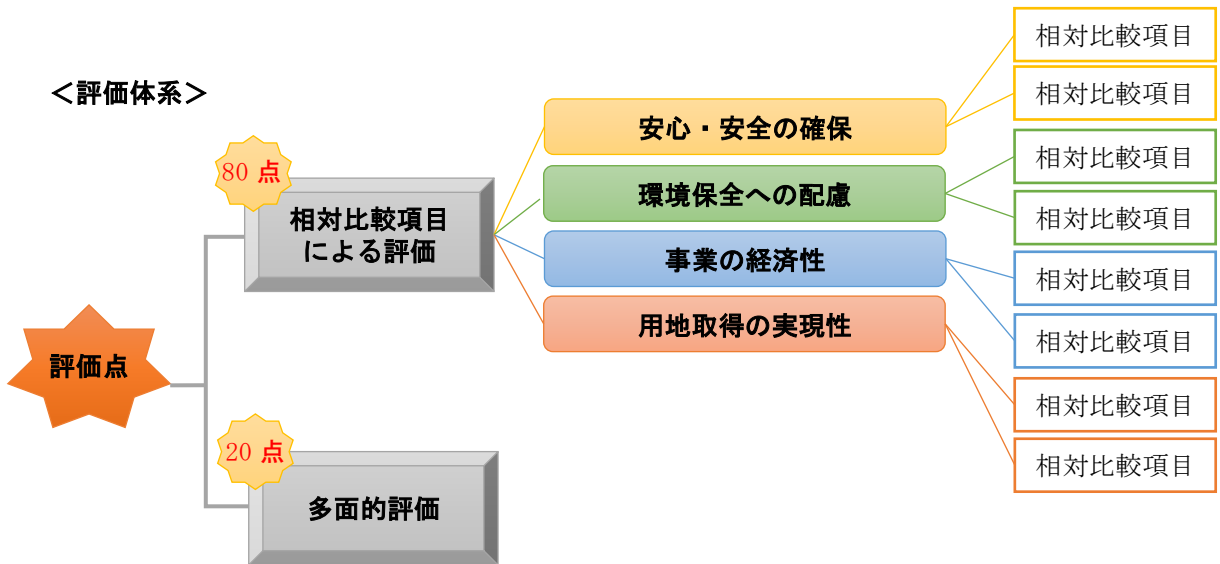 <評価体系>
評価点
80 点
相対比較項目
による評価
安心・安全の確保
相対比較項目
相対比較項目
環境保全への配慮
相対比較項目
相対比較項目
事業の経済性
相対比較項目
相対比較項目
用地取得の実現性
相対比較項目
相対比較項目
20 点
多面的評価